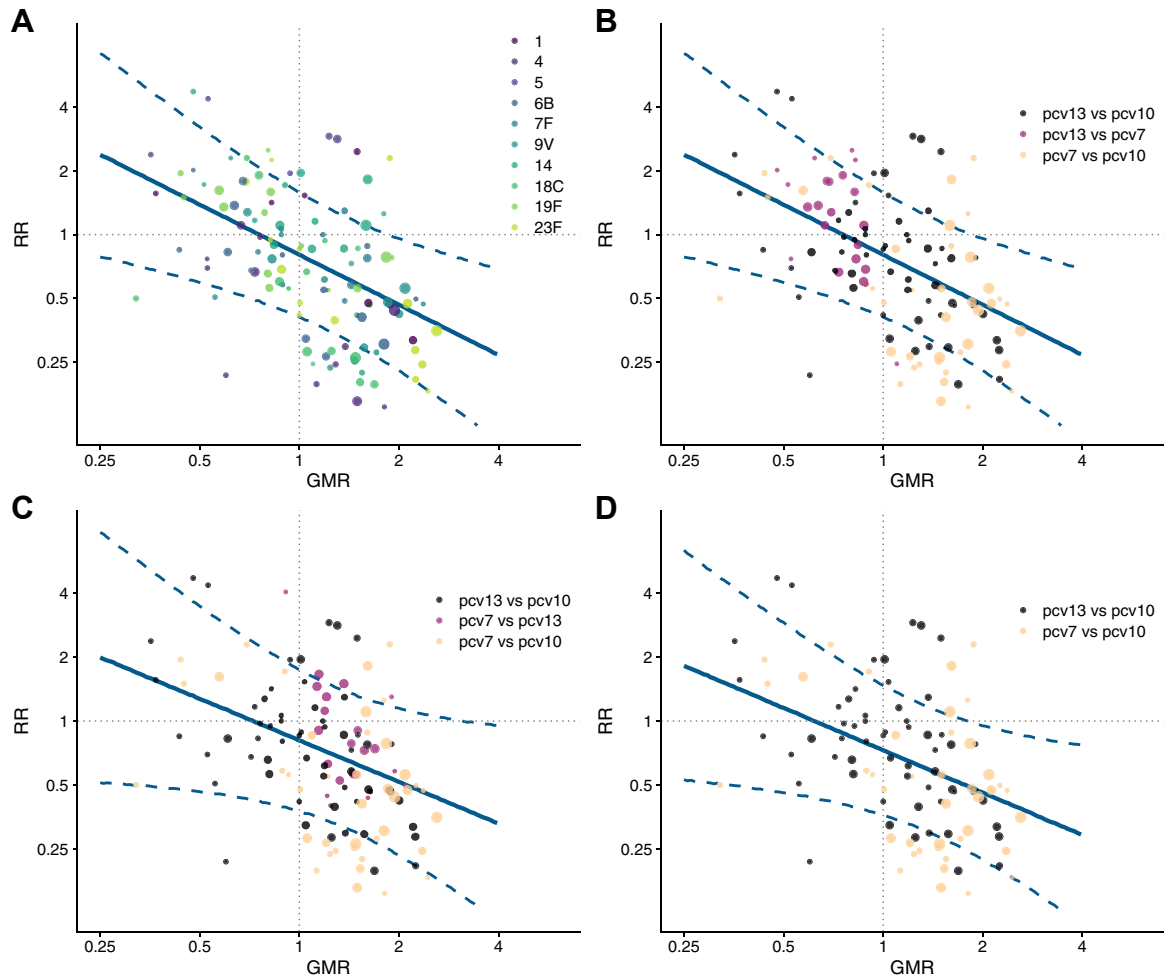 A
1
4
5
6B
7F
9V
14
18C
19F
23F
4
2
1
0.5
0.25
RR
0.25 0.5 1 2 4
GMR
B
pcv13 vs pcv10
pcv13 vs pcv7
pcv7 vs pcv10
4
2
1
0.5
0.25
RR
0.25 0.5 1 2 4
GMR
C
pcv13 vs pcv10
pcv7 vs pcv13
pcv7 vs pcv10
4
2
1
0.5
0.25
RR
0.25 0.5 1 2 4
GMR
D
pcv13 vs pcv10
pcv7 vs pcv10
4
2
1
0.5
0.25
RR
0.25 0.5 1 2 4
GMR